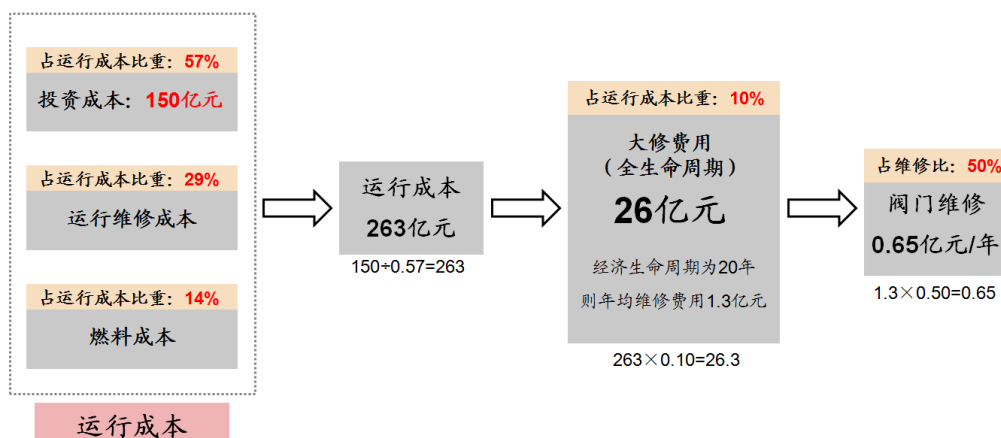 占运行成本比重：57%
投资成本：150亿元
占运行成本比重：29%
运行维修成本
占运行成本比重：14%
燃料成本
运行成本
运行成本
263亿元
150÷0.57=263
占运行成本比重：10%
大修费用
（全生命周期）
26亿元
经济生命周期为20年
则年均维修费用1.3亿元
263×0.10=26.3
占维修比：50%
阀门维修
0.65亿元/年
1.3×0.50=0.65